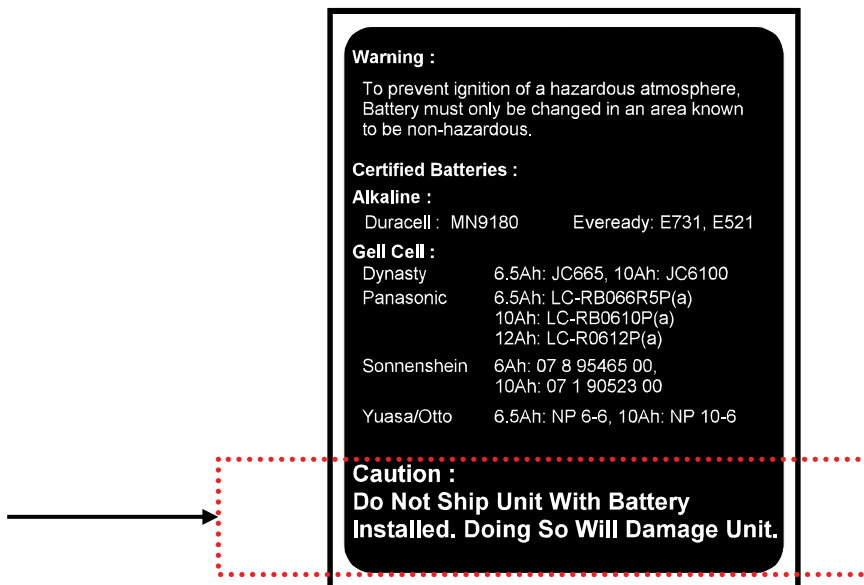 Warning :
To prevent ignition of a hazardous atmosphere,
Battery must only be changed in an area known
to be non-hazardous.
Certified Batteries :
Alkaline :
Duracell : MN9180 Eveready: E731, E521
Gell Cell :
Dynasty 6.5Ah: JC665, 10Ah: JC6100
Panasonic 6.5Ah: LC-RB066R5P(a)
10Ah: LC-RB0610P(a)
12Ah: LC-R0612P(a)
Sonnenshein 6Ah: 07 8 95465 00,
10Ah: 07 1 90523 00
Yuasa/Otto 6.5Ah: NP 6-6, 10Ah: NP 10-6
Caution :
Do Not Ship Unit With Battery
Installed. Doing So Will Damage Unit.